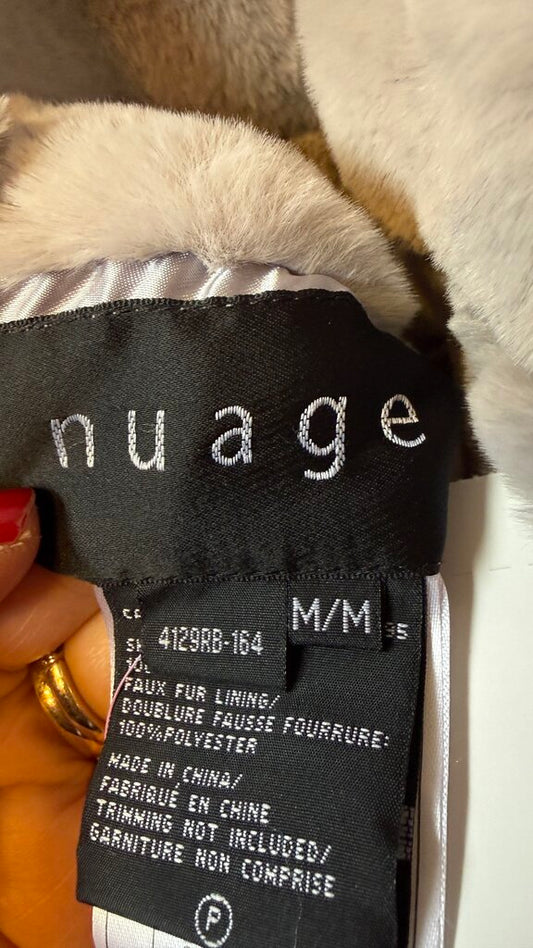 nuage
M/M
4129RB-164
FAUX FUR LINING/
DOUBLURE FAUSSE FOURRURE:
100%POLYESTER
MADE IN CHINA/
FABRIQUÉ EN CHINE
TRIMMING NOT INCLUDED/
GARNITURE NON COMPRISE
P